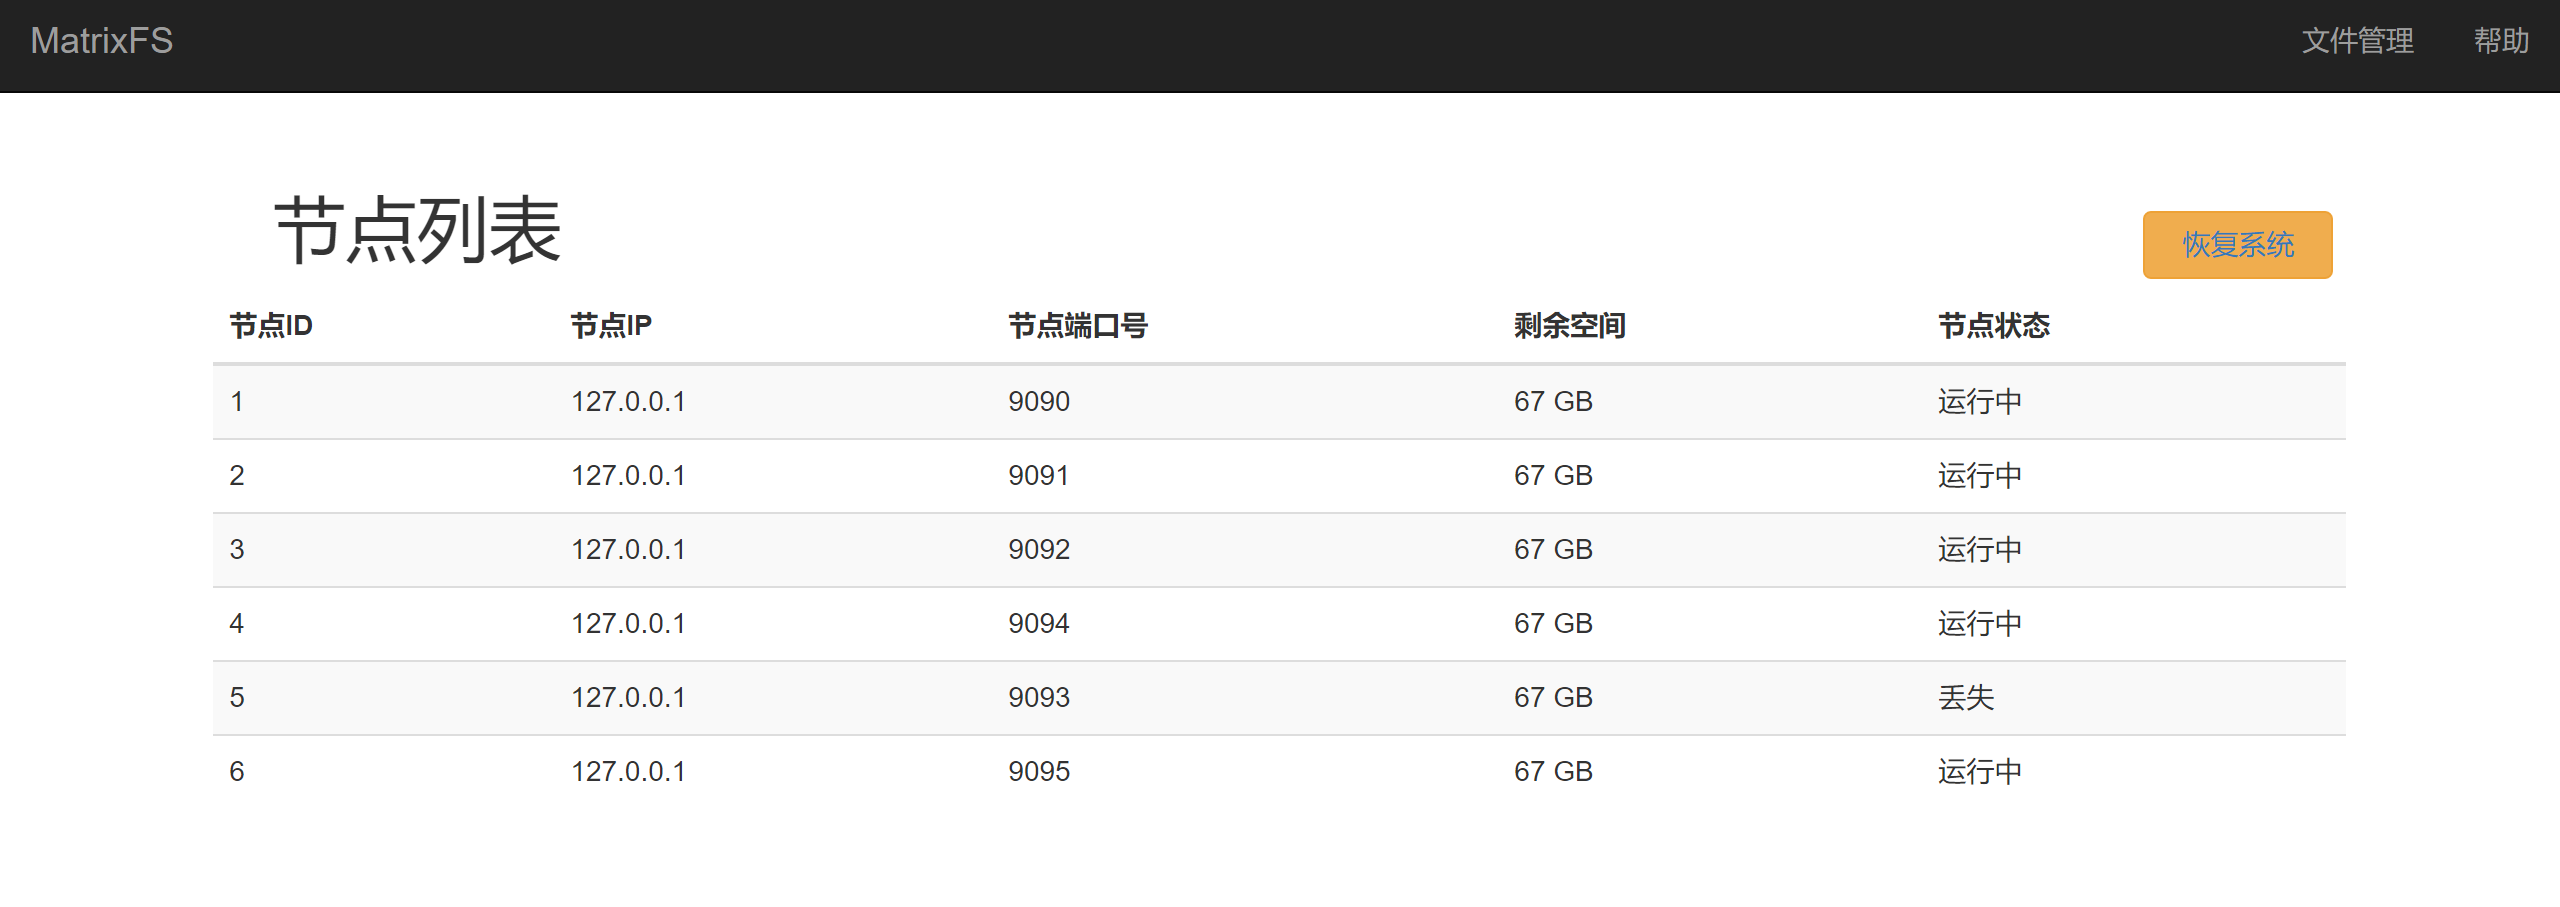 MatrixFS 文件管理 帮助
节点列表
恢复系统
节点ID 节点IP 节点端口号 剩余空间 节点状态
1 127.0.0.1 9090 67 GB 运行中
2 127.0.0.1 9091 67 GB 运行中
3 127.0.0.1 9092 67 GB 运行中
4 127.0.0.1 9094 67 GB 运行中
5 127.0.0.1 9093 67 GB 丢失
6 127.0.0.1 9095 67 GB 运行中